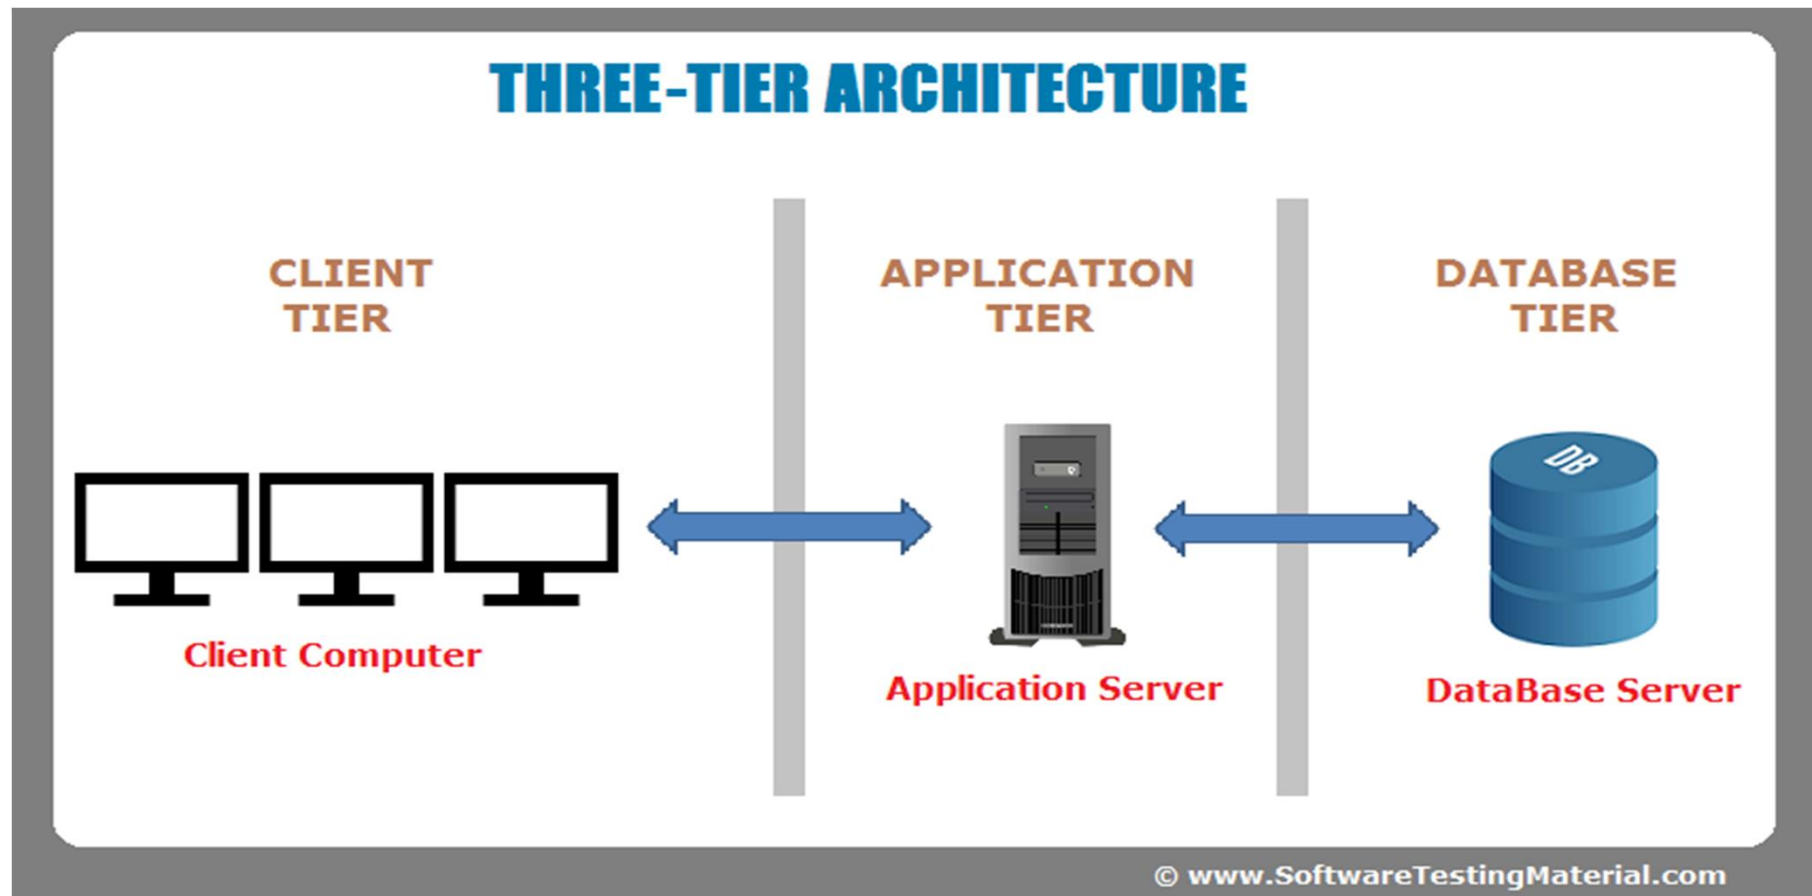 THREE-TIER ARCHITECTURE
CLIENT
TIER
APPLICATION
TIER
DATABASE
TIER
DB
Client Computer
Application Server
DataBase Server
© www.SoftwareTestingMaterial.com